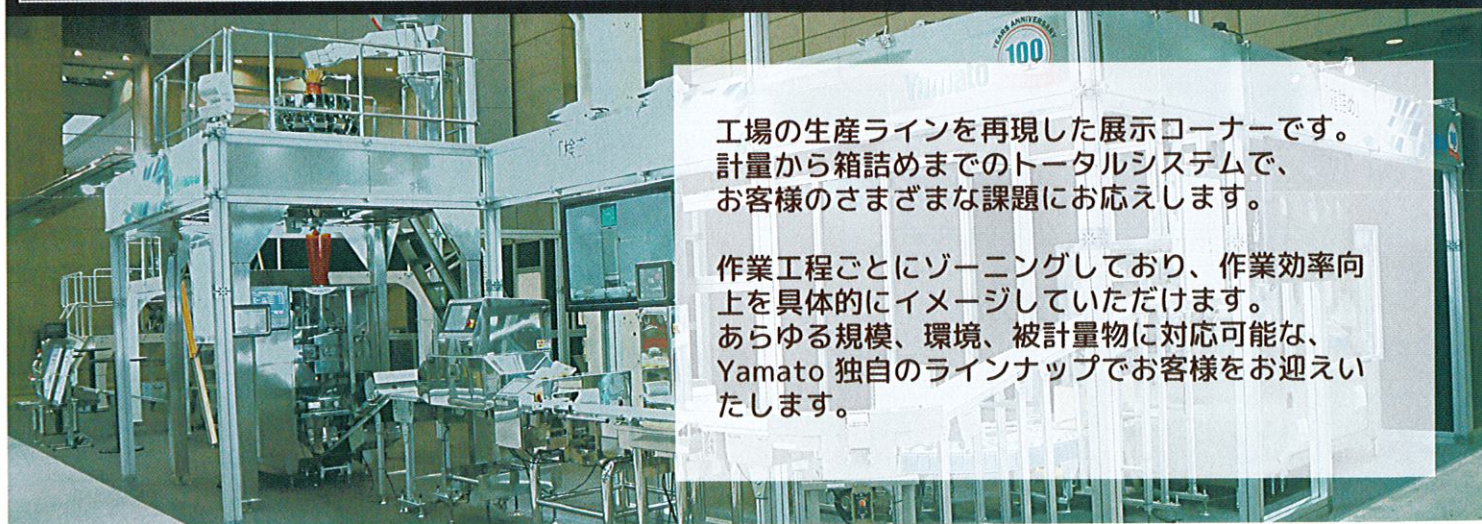 YEARS ANNIVERSARY
100
工場の生産ラインを再現した展示コーナーです。
計量から箱詰めまでのトータルシステムで、
お客様のさまざまな課題にお応えします。
作業工程ごとにゾーニングしており、作業効率向
上を具体的にイメージしていただけます。
あらゆる規模、環境、被計量物に対応可能な、
Yamato 独自のラインナップでお客様をお迎えい
たします。